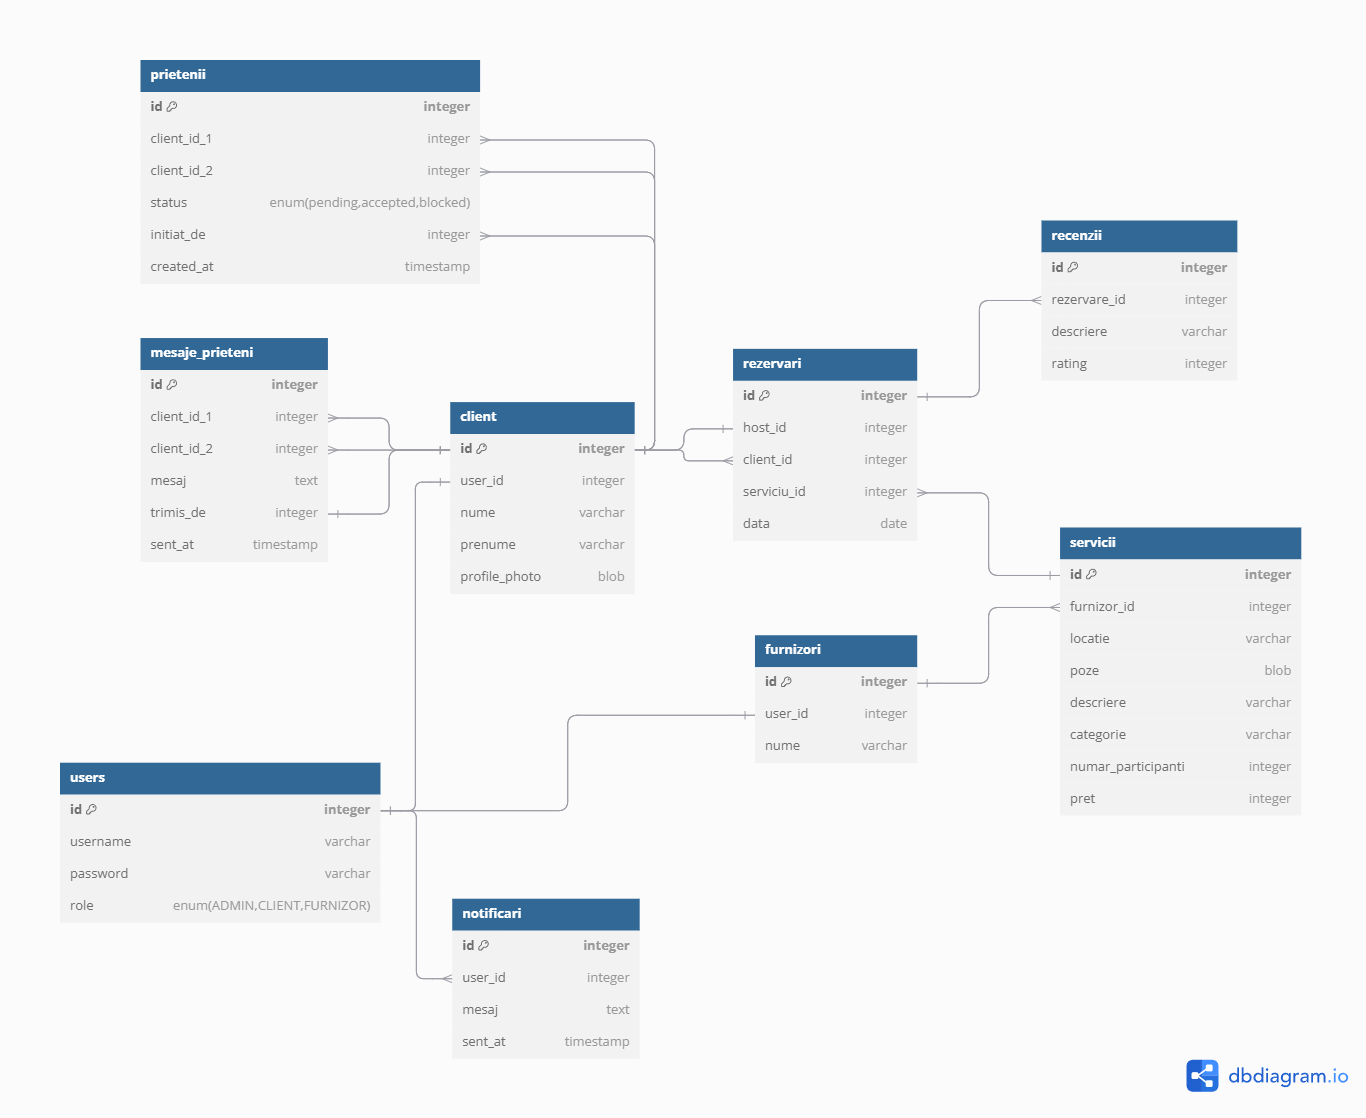 prietenii
id integer
client_id_1 integer
client_id_2 integer
status enum(pending,accepted,blocked)
initiat_de integer
created_at timestamp
mesaje_prieteni
id integer
client_id_1 integer
client_id_2 integer
mesaj text
trimis_de integer
sent_at timestamp
client
id integer
user_id integer
nume varchar
prenume varchar
profile_photo blob
rezervari
id integer
host_id integer
client_id integer
serviciu_id integer
data date
recenzii
id integer
rezervare_id integer
descriere varchar
rating integer
servicii
id integer
furnizor_id integer
locatie varchar
poze blob
descriere varchar
categorie varchar
numar_participanti integer
pret integer
furnizori
id integer
user_id integer
nume varchar
users
id integer
username varchar
password varchar
role enum(ADMIN,CLIENT,FURNIZOR)
notificari
id integer
user_id integer
mesaj text
sent_at timestamp
dbdiagram.io